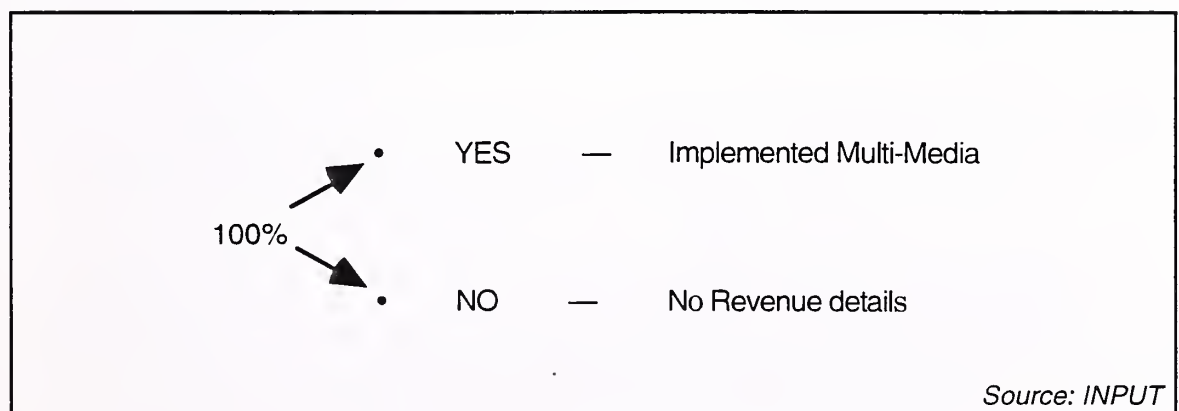 • YES — Implemented Multi-Media
100%
• NO — No Revenue details
Source: INPUT